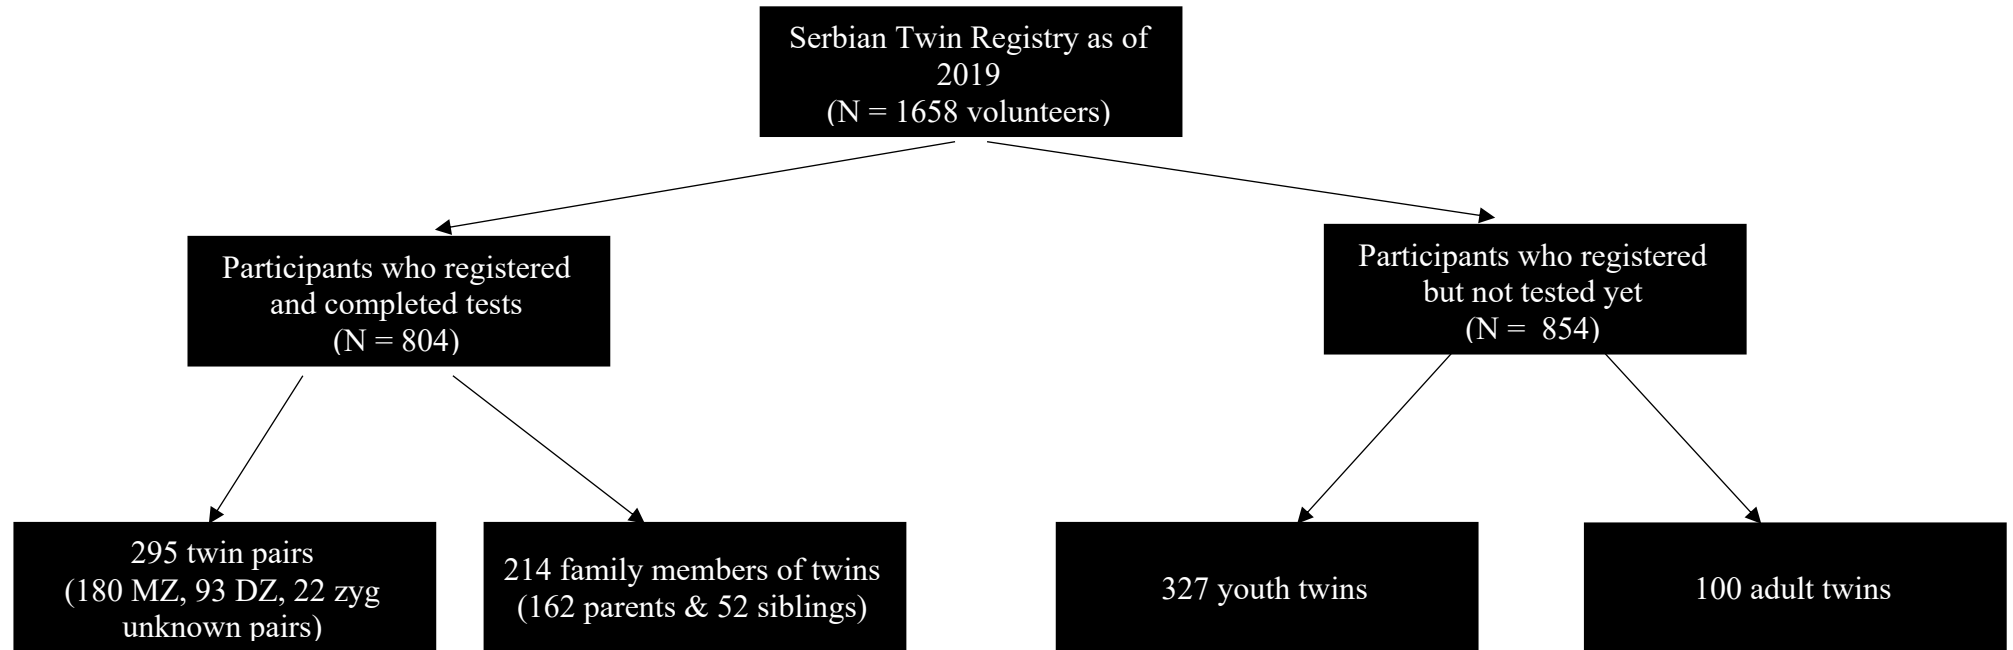 Serbian Twin Registry as of
2019
(N = 1658 volunteers)
Participants who registered
and completed tests
(N = 804)
Participants who registered
but not tested yet
(N =  854)
295 twin pairs
(180 MZ, 93 DZ, 22 zyg
unknown pairs)
214 family members of twins
(162 parents & 52 siblings)
327 youth twins
100 adult twins